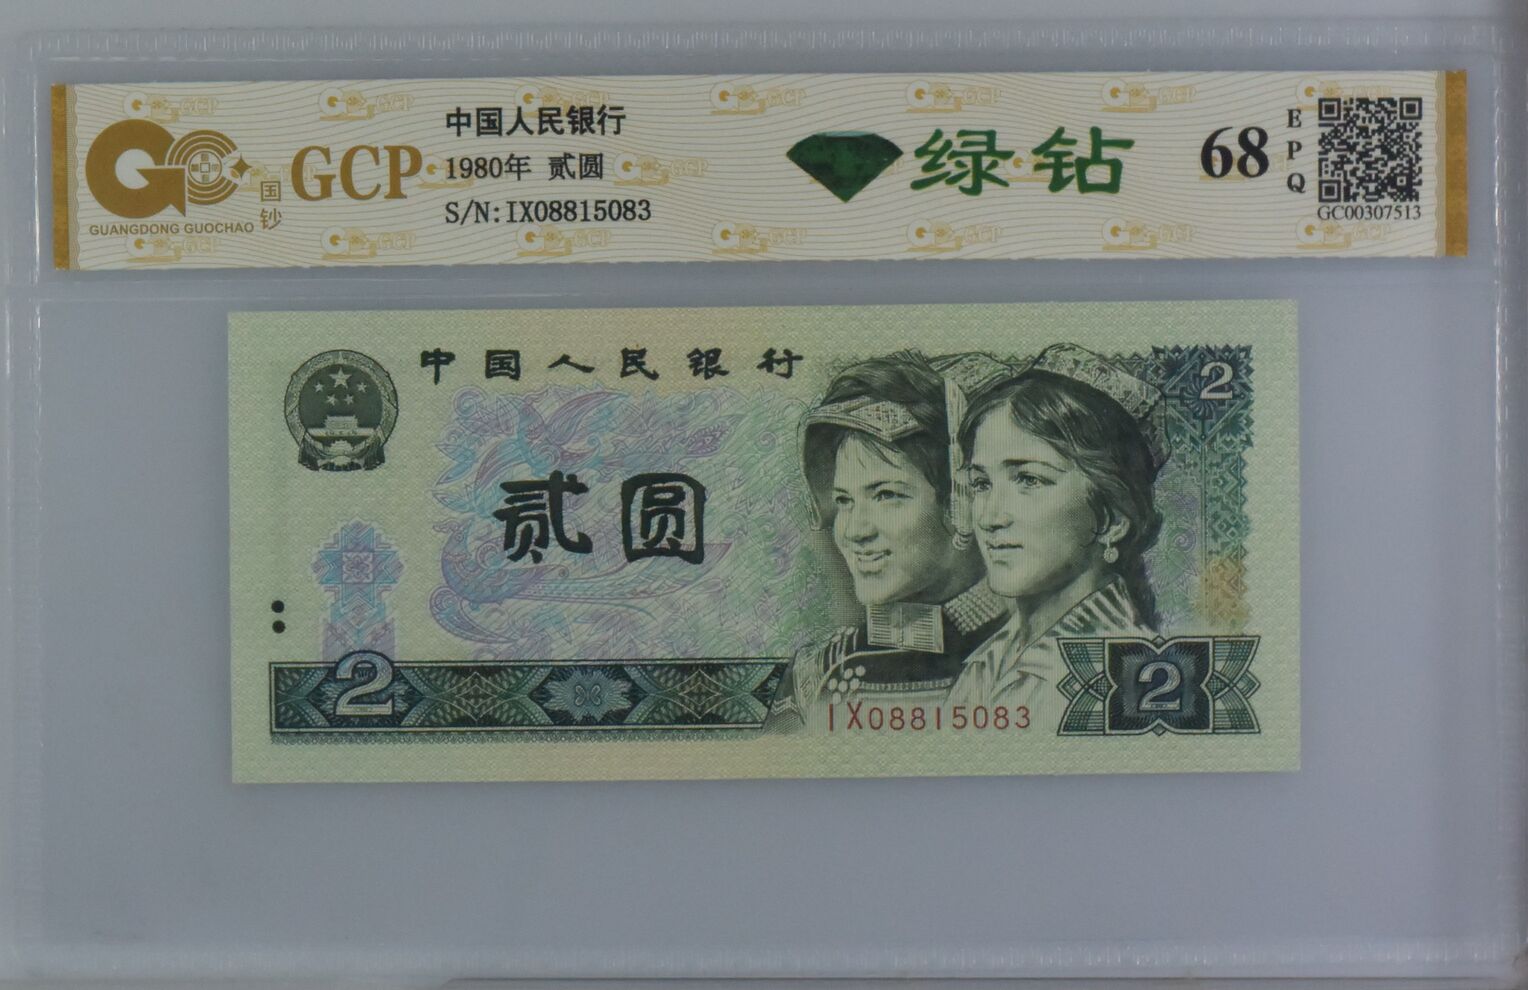 中国人民银行
1980年 贰圆
S/N:IX08815083
GCP
国钞
GUANGDONG GUOCHAO
绿钻
68
EPQ
GC00307513
中国人民银行
2
贰圆
2
2
IX08815083